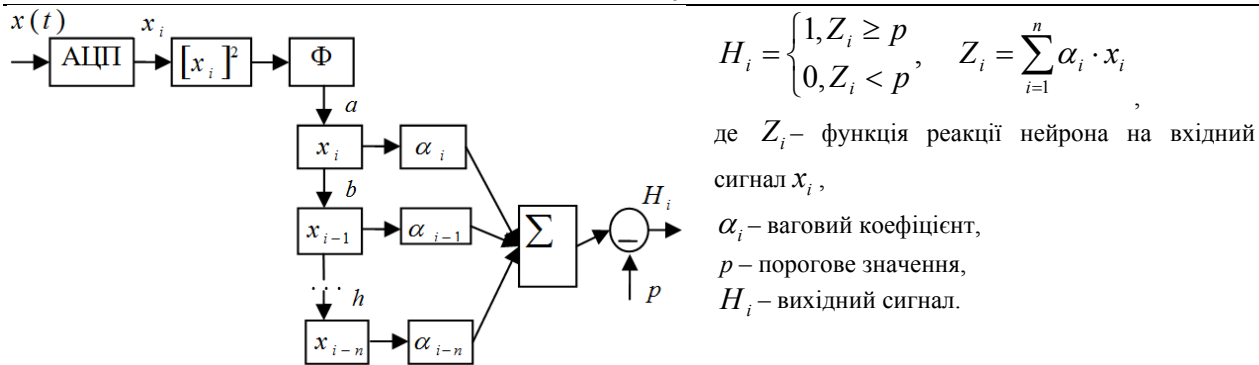 x(t) x_i
АЦП [x_i]² Ф
a
x_i α_i
b
x_{i-1} α_{i-1} Σ H_i
−
... h p
x_{i-n} α_{i-n}
H_i = {1, Z_i ≥ p
0, Z_i < p, Z_i = \sum_{i=1}^{n} α_i · x_i
,
де Z_i – функція реакції нейрона на вхідний
сигнал x_i ,
α_i – ваговий коефіцієнт,
p – порогове значення,
H_i – вихідний сигнал.